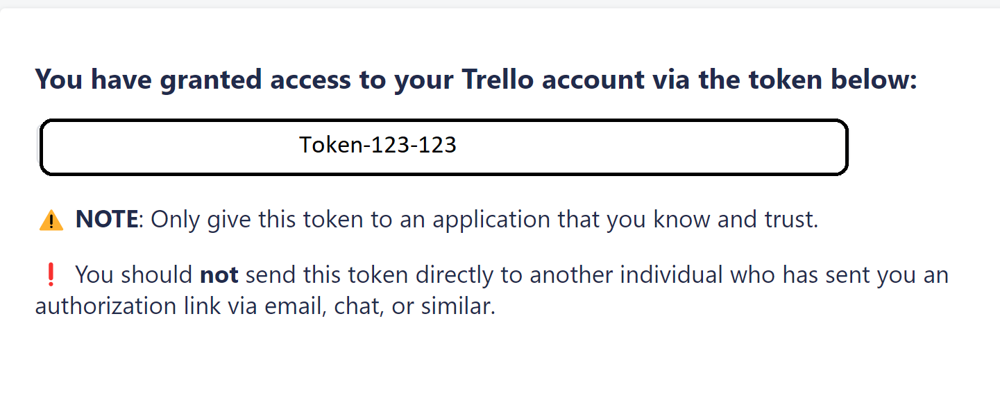 You have granted access to your Trello account via the token below:
Token-123-123
⚠️ NOTE: Only give this token to an application that you know and trust.
❗ You should not send this token directly to another individual who has sent you an
authorization link via email, chat, or similar.